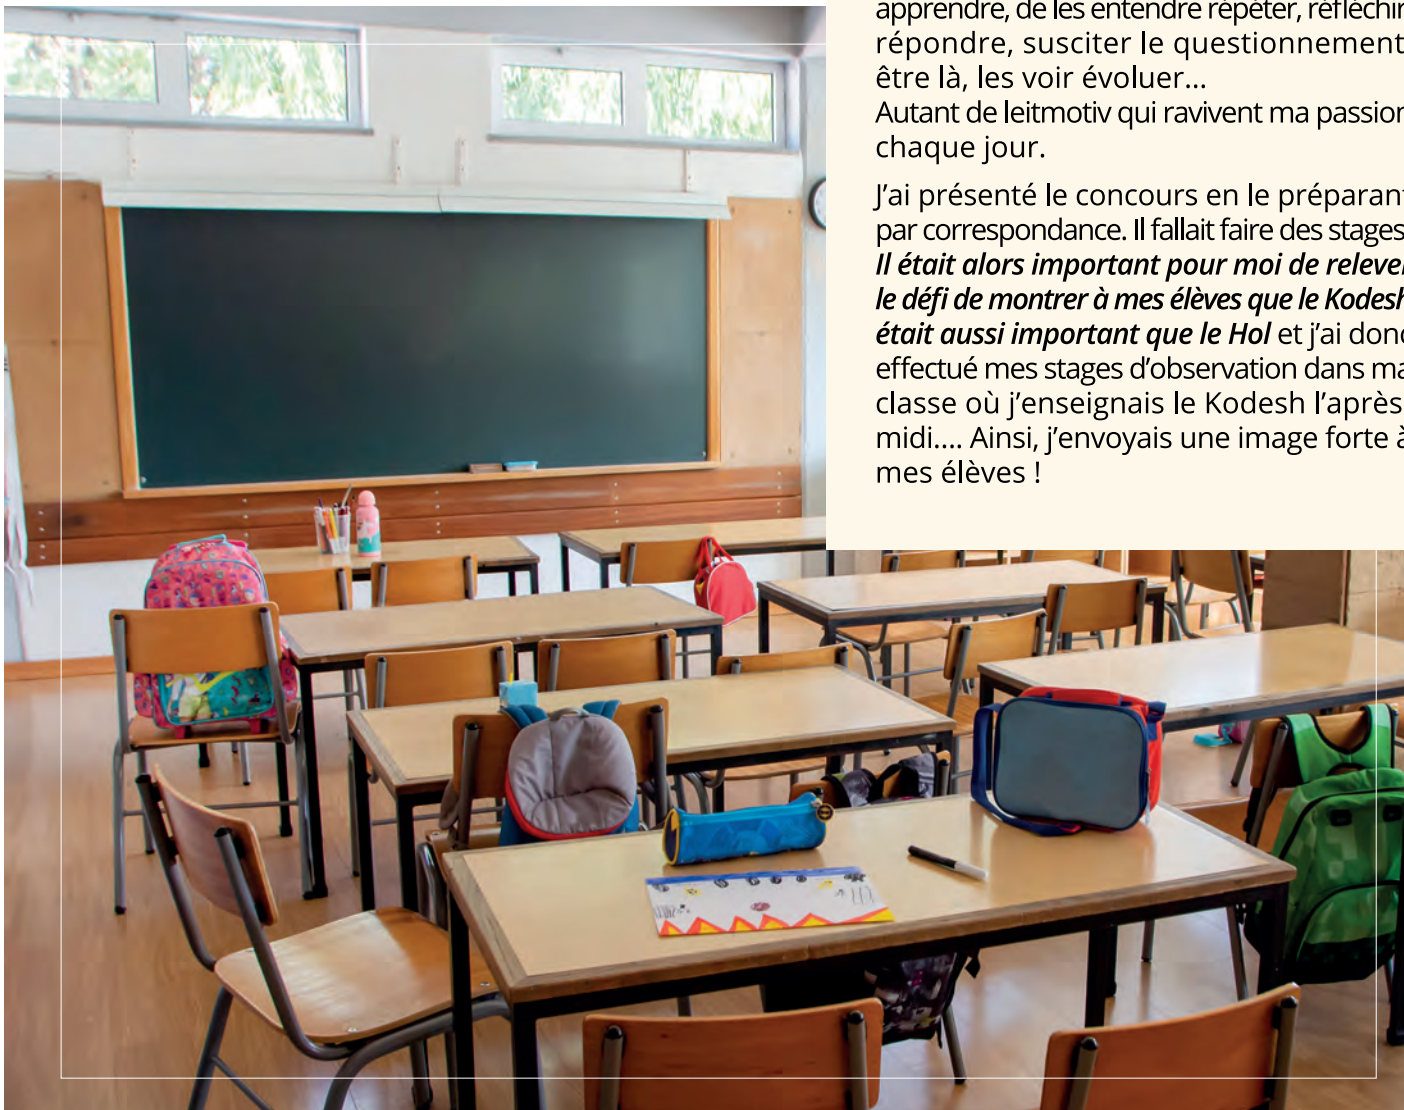 apprendre, de les entendre répéter, réfléchir
répondre, susciter le questionnement
être là, les voir évoluer...
Autant de leitmotiv qui ravivent ma passion
chaque jour.
J’ai présenté le concours en le préparant
par correspondance. Il fallait faire des stages
Il était alors important pour moi de relever
le défi de montrer à mes élèves que le Kodesh
était aussi important que le Hol et j’ai donc
effectué mes stages d’observation dans ma
classe où j’enseignais le Kodesh l’après
midi.... Ainsi, j’envoyais une image forte à
mes élèves !